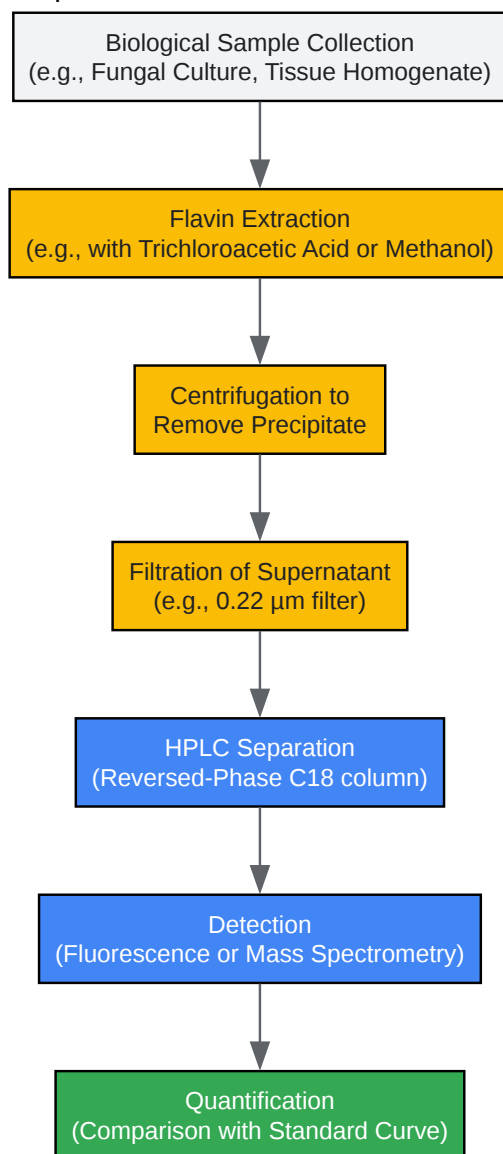 Biological Sample Collection
(e.g., Fungal Culture, Tissue Homogenate)
Flavin Extraction
(e.g., with Trichloroacetic Acid or Methanol)
Centrifugation to
Remove Precipitate
Filtration of Supernatant
(e.g., 0.22 µm filter)
HPLC Separation
(Reversed-Phase C18 column)
Detection
(Fluorescence or Mass Spectrometry)
Quantification
(Comparison with Standard Curve)